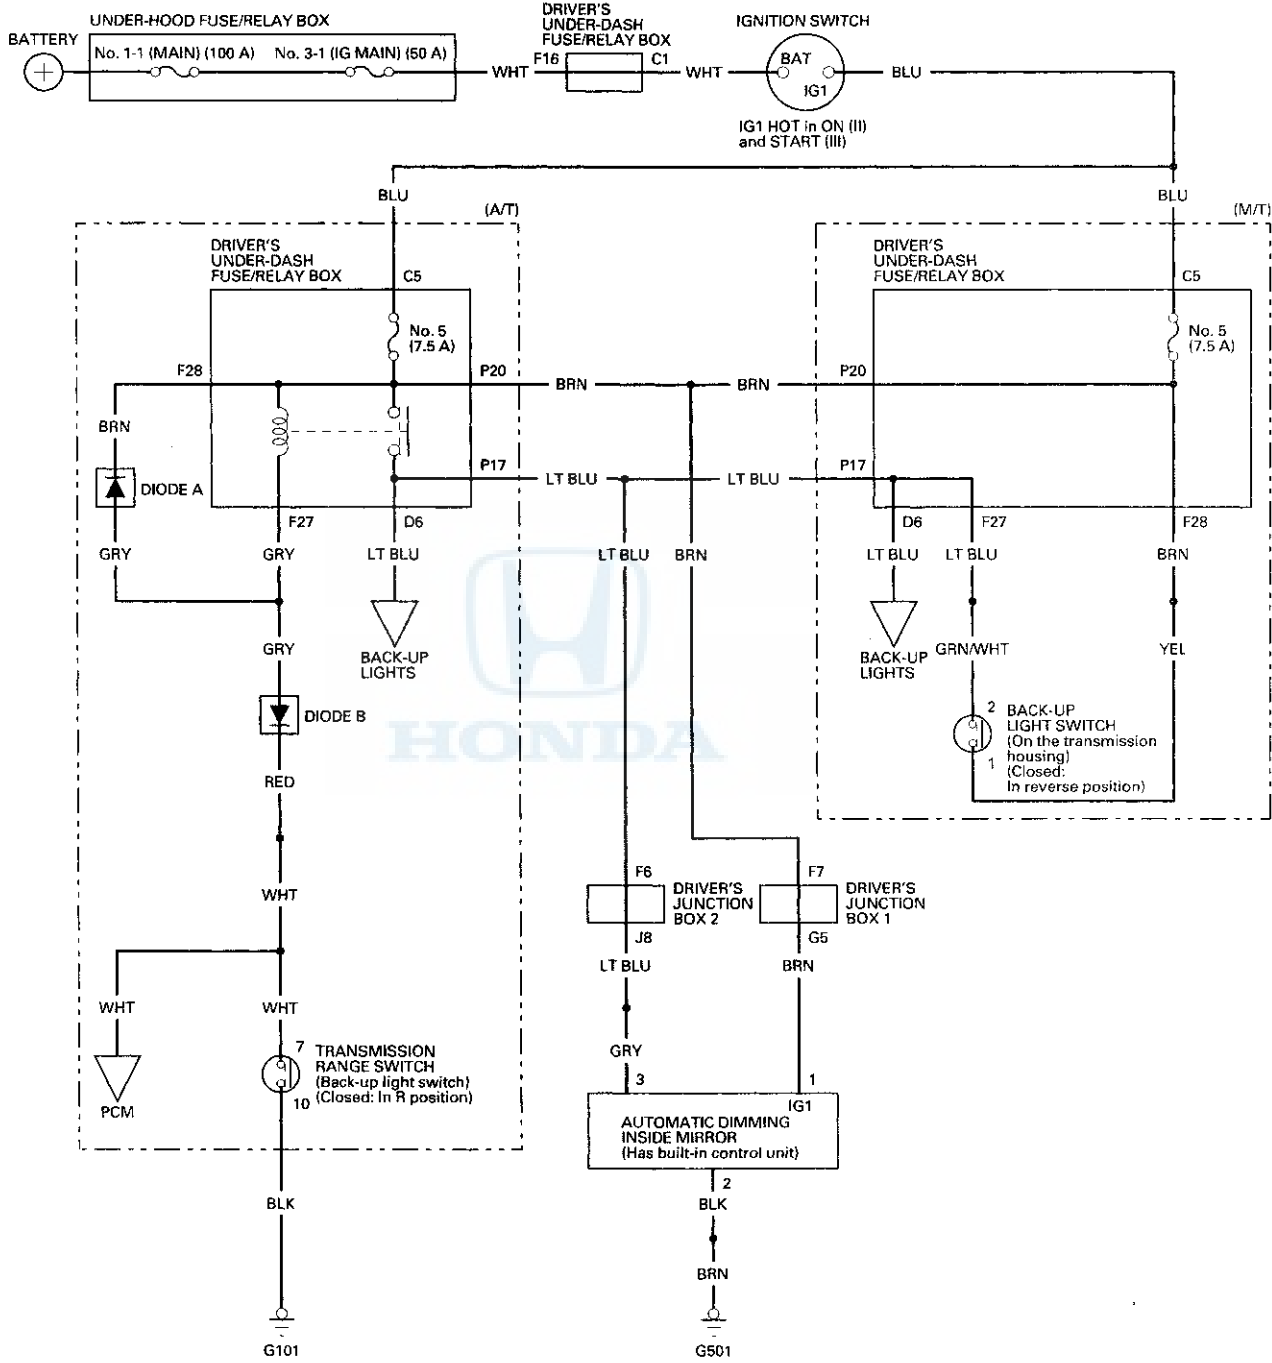 UNDER-HOOD FUSE/RELAY BOX
BATTERY
No. 1-1 (MAIN) (100 A)
No. 3-1 (IG MAIN) (50 A)
WHT
DRIVER'S
UNDER-DASH
FUSE/RELAY BOX
F16
C1
WHT
IGNITION SWITCH
BAT
IG1
BLU
IG1 HOT in ON (II)
and START (III)
BLU
BLU
(A/T)
(M/T)
DRIVER'S
UNDER-DASH
FUSE/RELAY BOX
C5
No. 5
(7.5 A)
F28
P20
BRN
BRN
P20
DRIVER'S
UNDER-DASH
FUSE/RELAY BOX
C5
No. 5
(7.5 A)
BRN
DIODE A
P17
LT BLU
LT BLU
P17
F27
D6
D6
F27
F28
GRY
GRY
LT BLU
LT BLU
BRN
LT BLU
LT BLU
BRN
GRY
BACK-UP
LIGHTS
BACK-UP
LIGHTS
GRN/WHT
YEL
DIODE B
HONDA
2
BACK-UP
LIGHT SWITCH
(On the transmission
housing)
(Closed:
In reverse position)
1
RED
WHT
F6
DRIVER'S
JUNCTION
BOX 2
J8
F7
DRIVER'S
JUNCTION
BOX 1
G5
LT BLU
BRN
WHT
WHT
GRY
PCM
7
TRANSMISSION
RANGE SWITCH
(Back-up light switch)
(Closed: In R position)
10
3
1
IG1
AUTOMATIC DIMMING
INSIDE MIRROR
(Has built-in control unit)
2
BLK
BLK
BRN
G101
G501